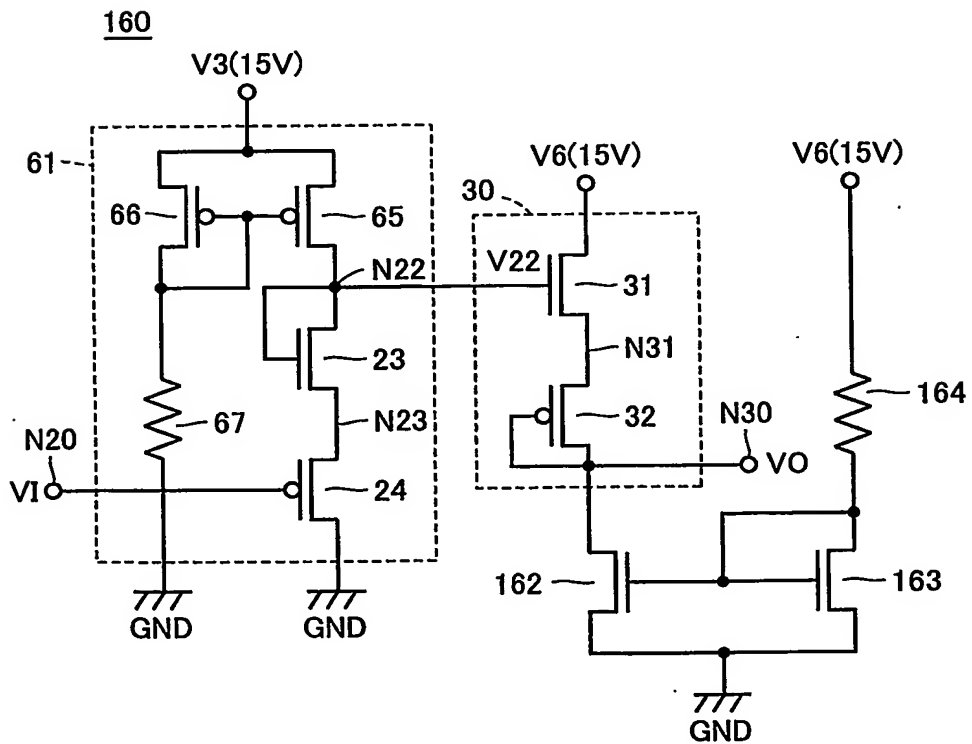 160
V3(15V)
61
V6(15V)
V6(15V)
30
66
65
N22
V22
31
23
N31
164
67
N23
32
N30
N20
VO
VI
24
162
163
GND
GND
GND